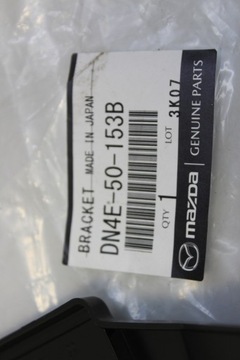 BRACKET MADE IN JAPAN
DN4E-50-153B
QTY 1 LOT 3K07
mazda GENUINE PARTS